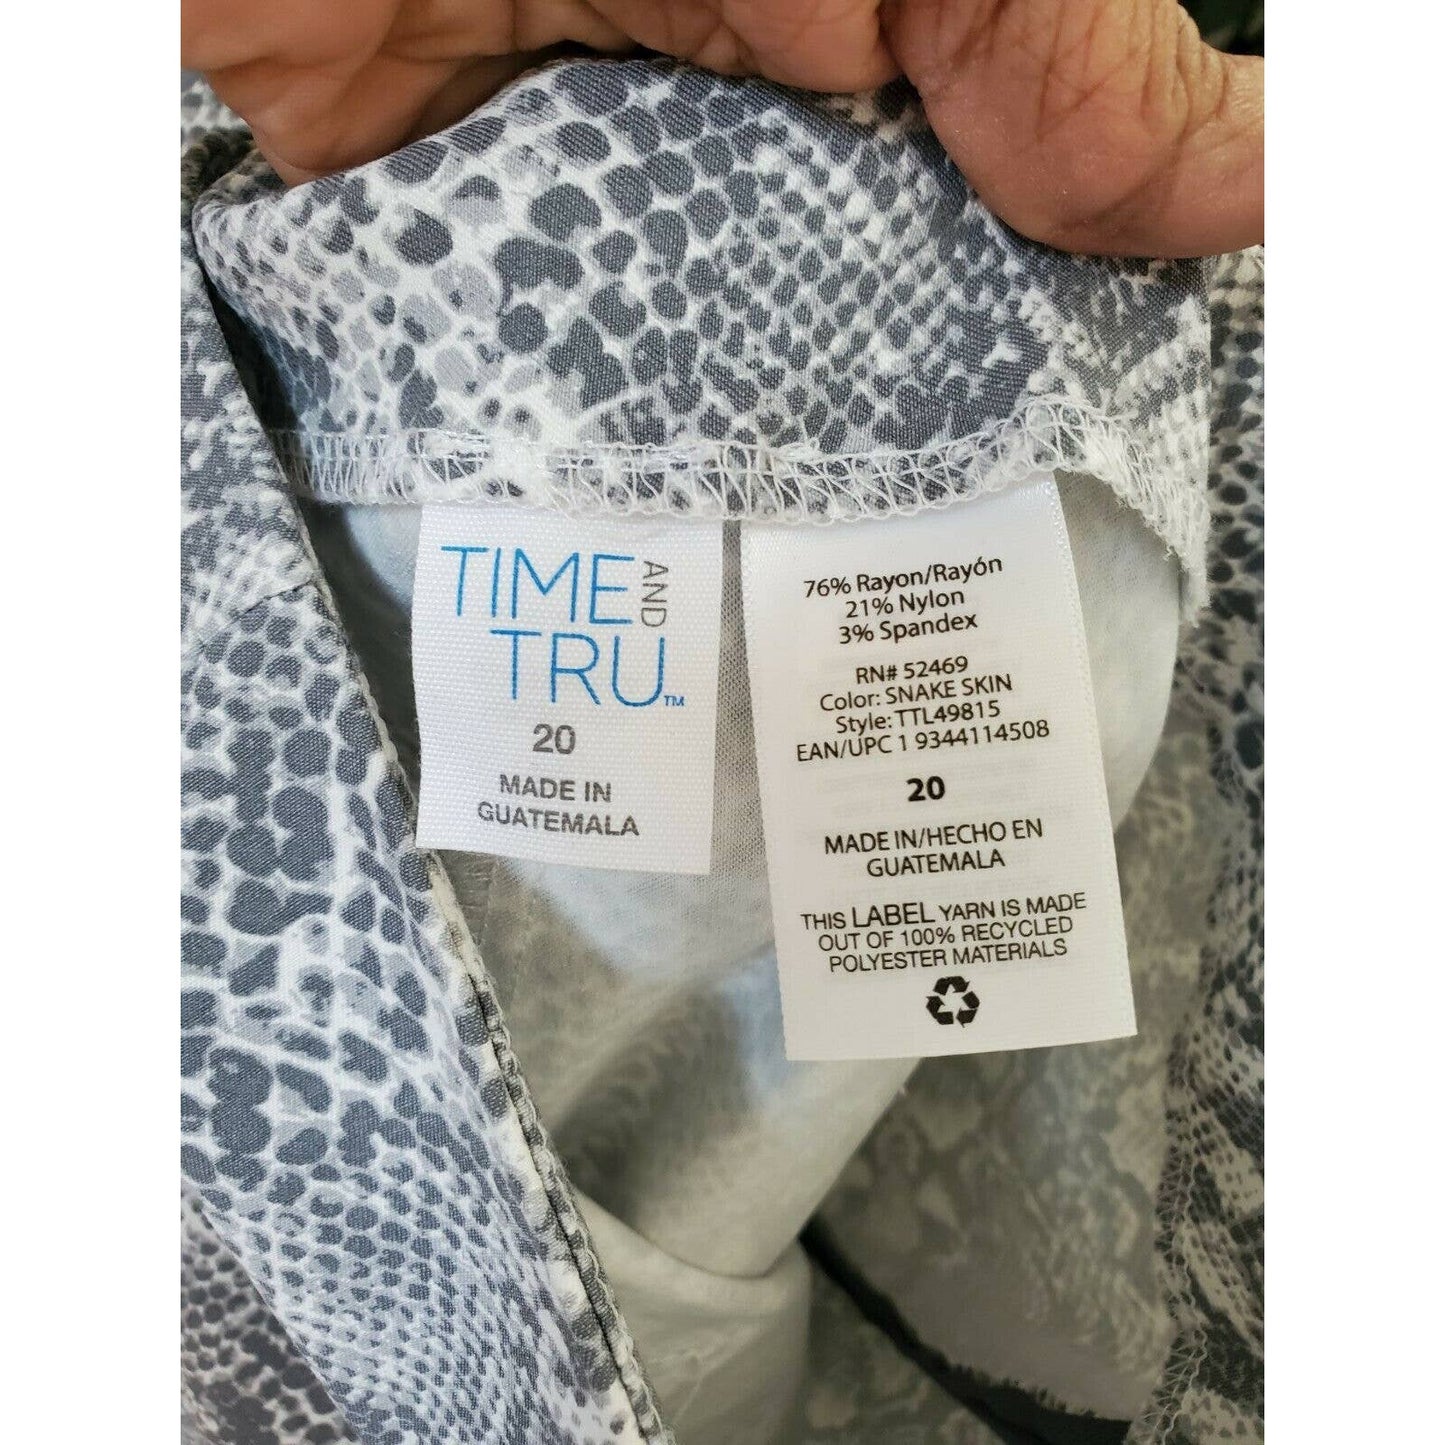 TIME AND
TRU™
20
MADE IN
GUATEMALA
76% Rayon/Rayón
21% Nylon
3% Spandex
RN# 52469
Color: SNAKE SKIN
Style: TTL49815
EAN/UPC 1 9344114508
20
MADE IN/HECHO EN
GUATEMALA
THIS LABEL YARN IS MADE
OUT OF 100% RECYCLED
POLYESTER MATERIALS